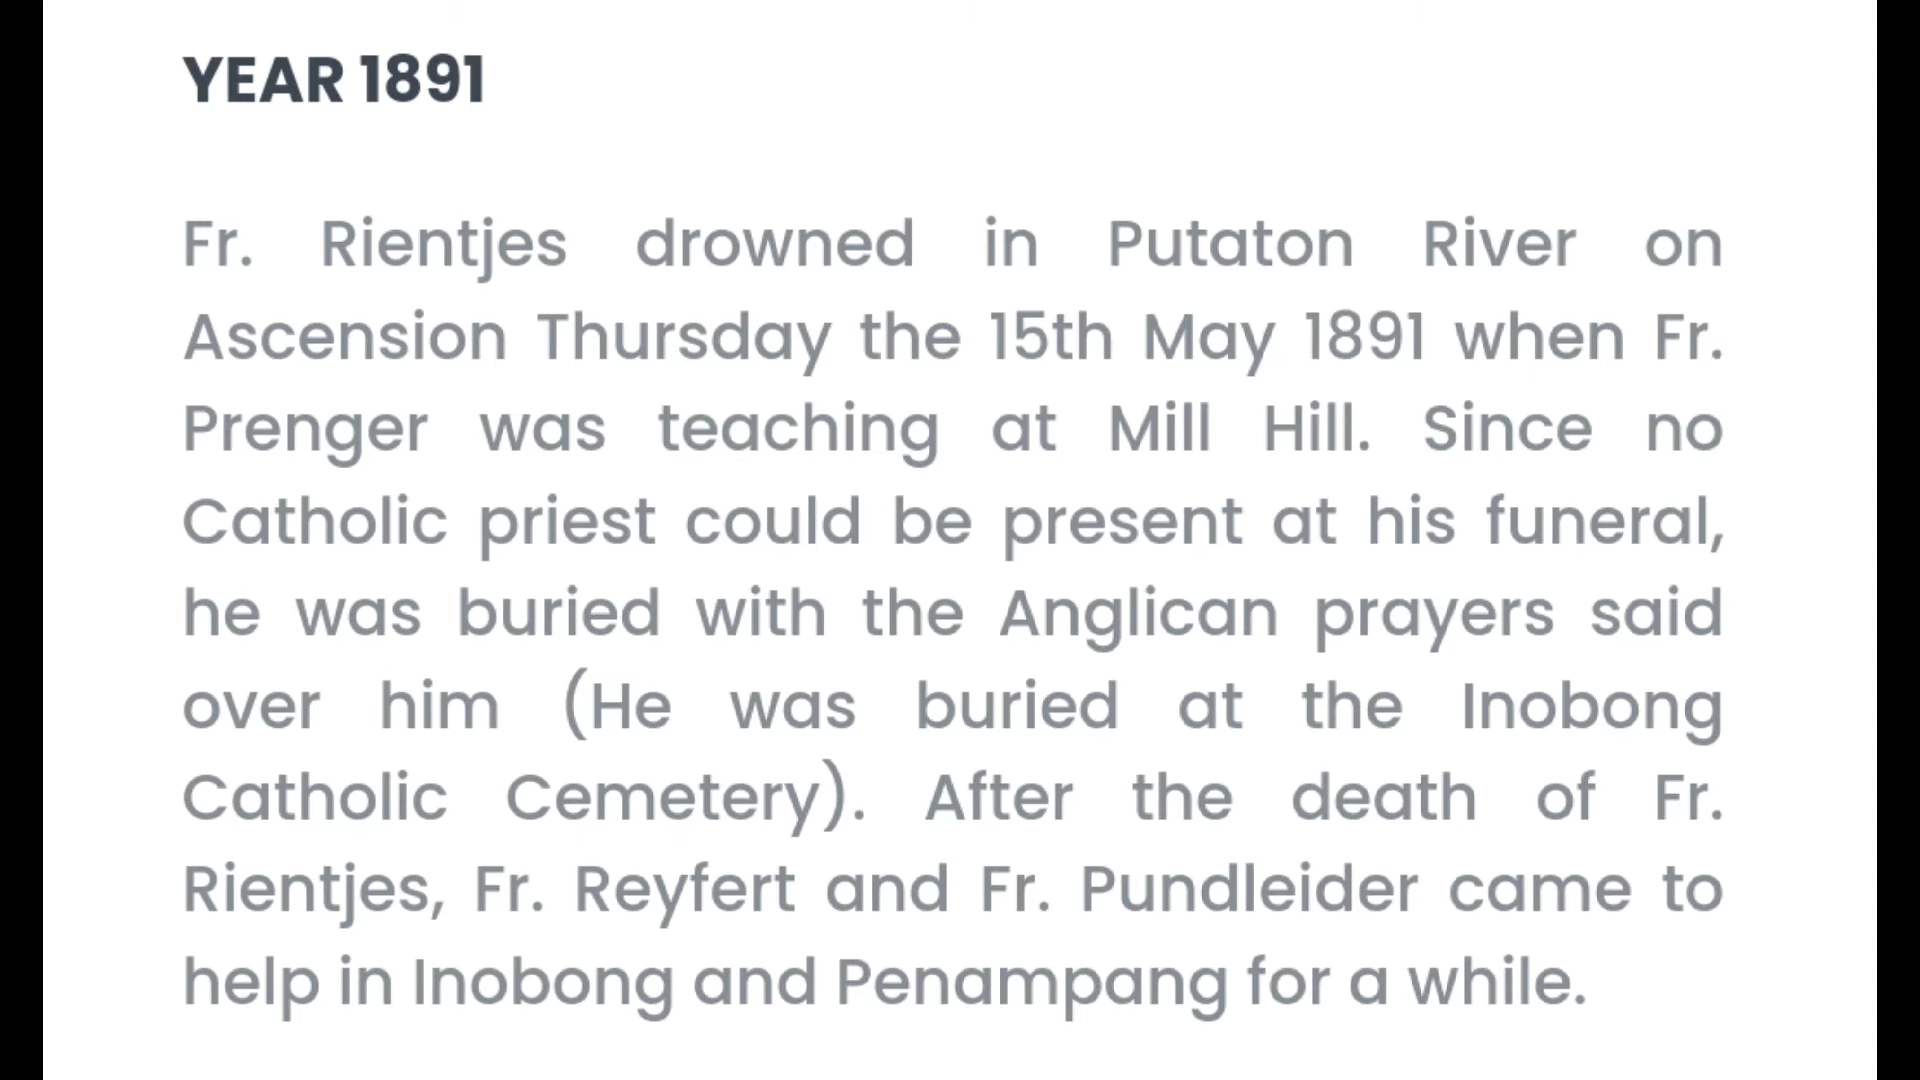 YEAR 1891
Fr. Rientjes drowned in Putaton River on
Ascension Thursday the 15th May 1891 when Fr.
Prenger was teaching at Mill Hill. Since no
Catholic priest could be present at his funeral,
he was buried with the Anglican prayers said
over him (He was buried at the Inobong
Catholic Cemetery). After the death of Fr.
Rientjes, Fr. Reyfert and Fr. Pundleider came to
help in Inobong and Penampang for a while.